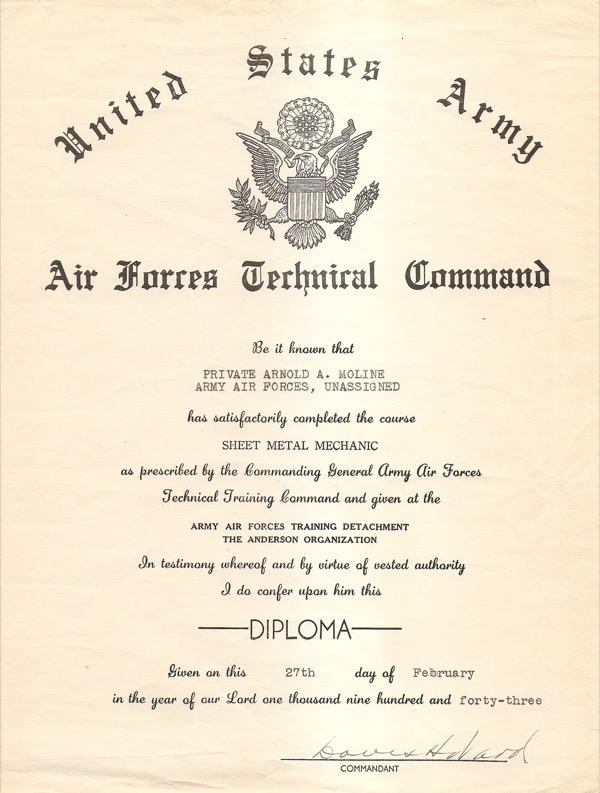 United States Army
Air Forces Technical Command
Be it known that
PRIVATE ARNOLD A. MOLINE
ARMY AIR FORCES, UNASSIGNED
has satisfactorily completed the course
SHEET METAL MECHANIC
as prescribed by the Commanding General Army Air Forces
Technical Training Command and given at the
ARMY AIR FORCES TRAINING DETACHMENT
THE ANDERSON ORGANIZATION
In testimony whereof and by virtue of vested authority
I do confer upon him this
DIPLOMA
Given on this 27th day of February
in the year of our Lord one thousand nine hundred and forty-three
COMMANDANT